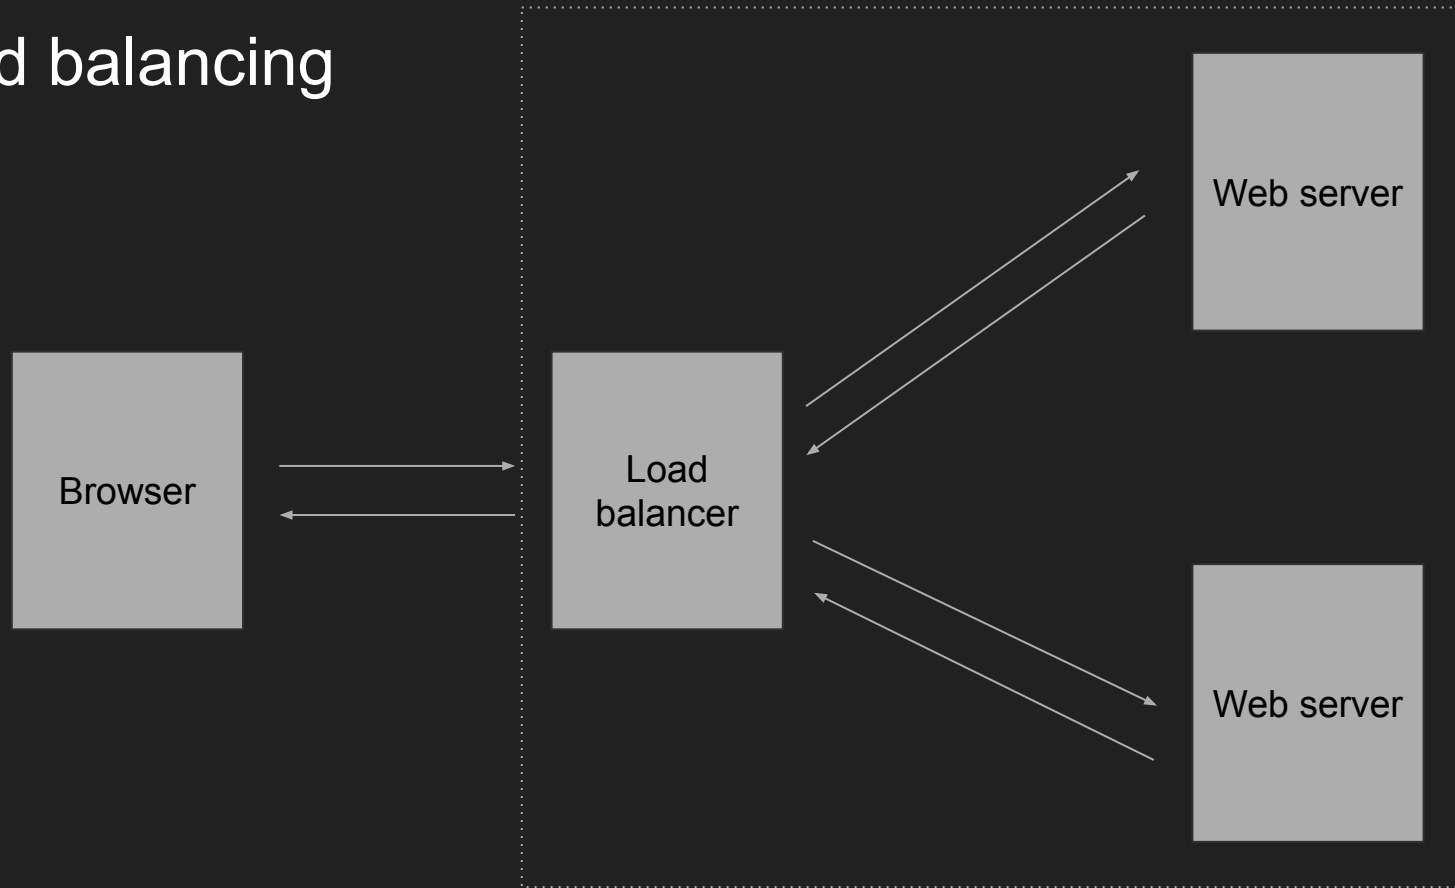 d balancing
Web server
Browser
Load
balancer
Web server